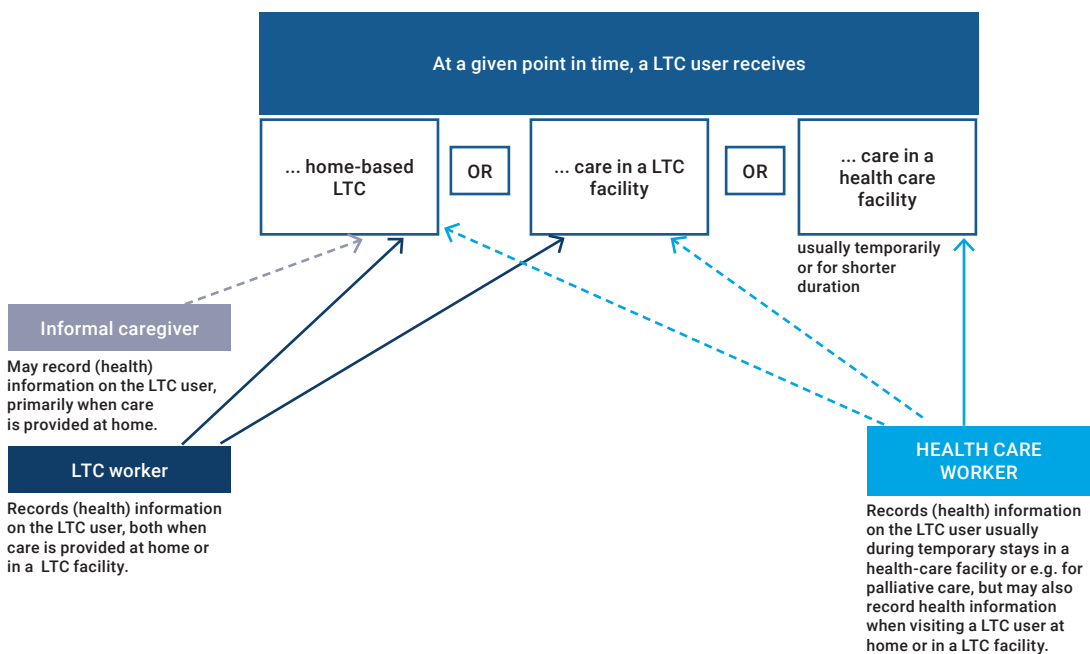 At a given point in time, a LTC user receives
... home-based
LTC
OR
... care in a LTC
facility
OR
... care in a
health care
facility
usually temporarily
or for shorter
duration
Informal caregiver
May record (health)
information on the LTC user,
primarily when care
is provided at home.
LTC worker
Records (health) information
on the LTC user, both when
care is provided at home or
in a LTC facility.
HEALTH CARE
WORKER
Records (health) information
on the LTC user usually
during temporary stays in a
health-care facility or e.g. for
palliative care, but may also
record health information
when visiting a LTC user at
home or in a LTC facility.